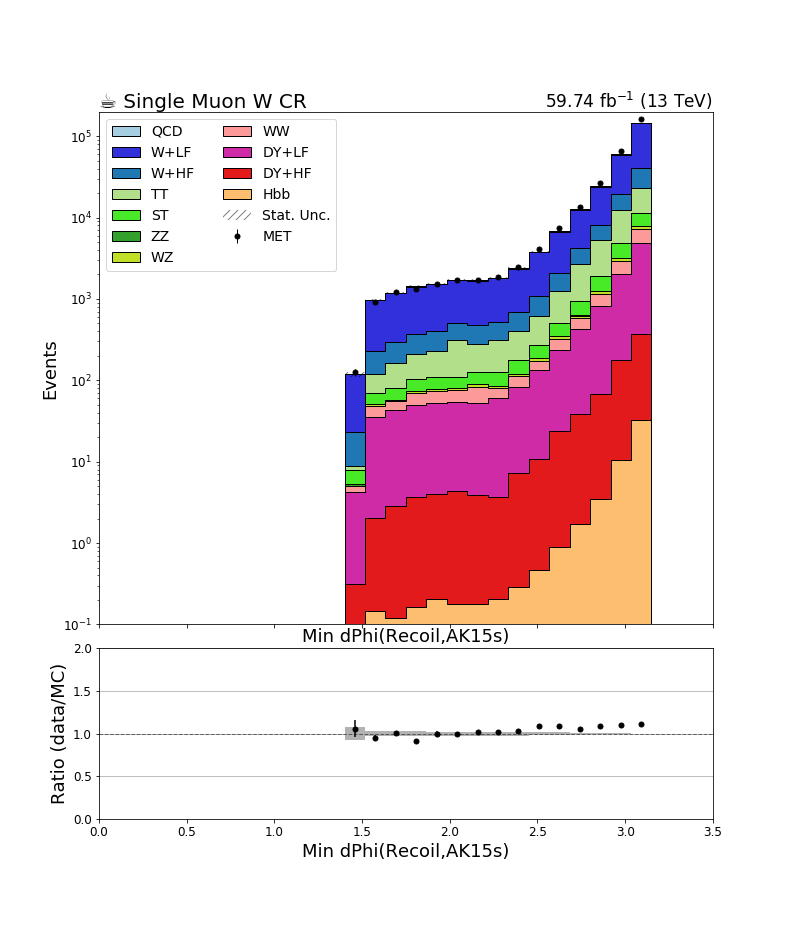 ☕ Single Muon W CR
59.74 fb⁻¹ (13 TeV)
QCD
W+LF
W+HF
TT
ST
ZZ
WZ
WW
DY+LF
DY+HF
Hbb
Stat. Unc.
MET
Events
10⁵
10⁴
10³
10²
10¹
10⁰
10⁻¹
Min dPhi(Recoil,AK15s)
Ratio (data/MC)
2.0
1.5
1.0
0.5
0.0
0.0 0.5 1.0 1.5 2.0 2.5 3.0 3.5
Min dPhi(Recoil,AK15s)